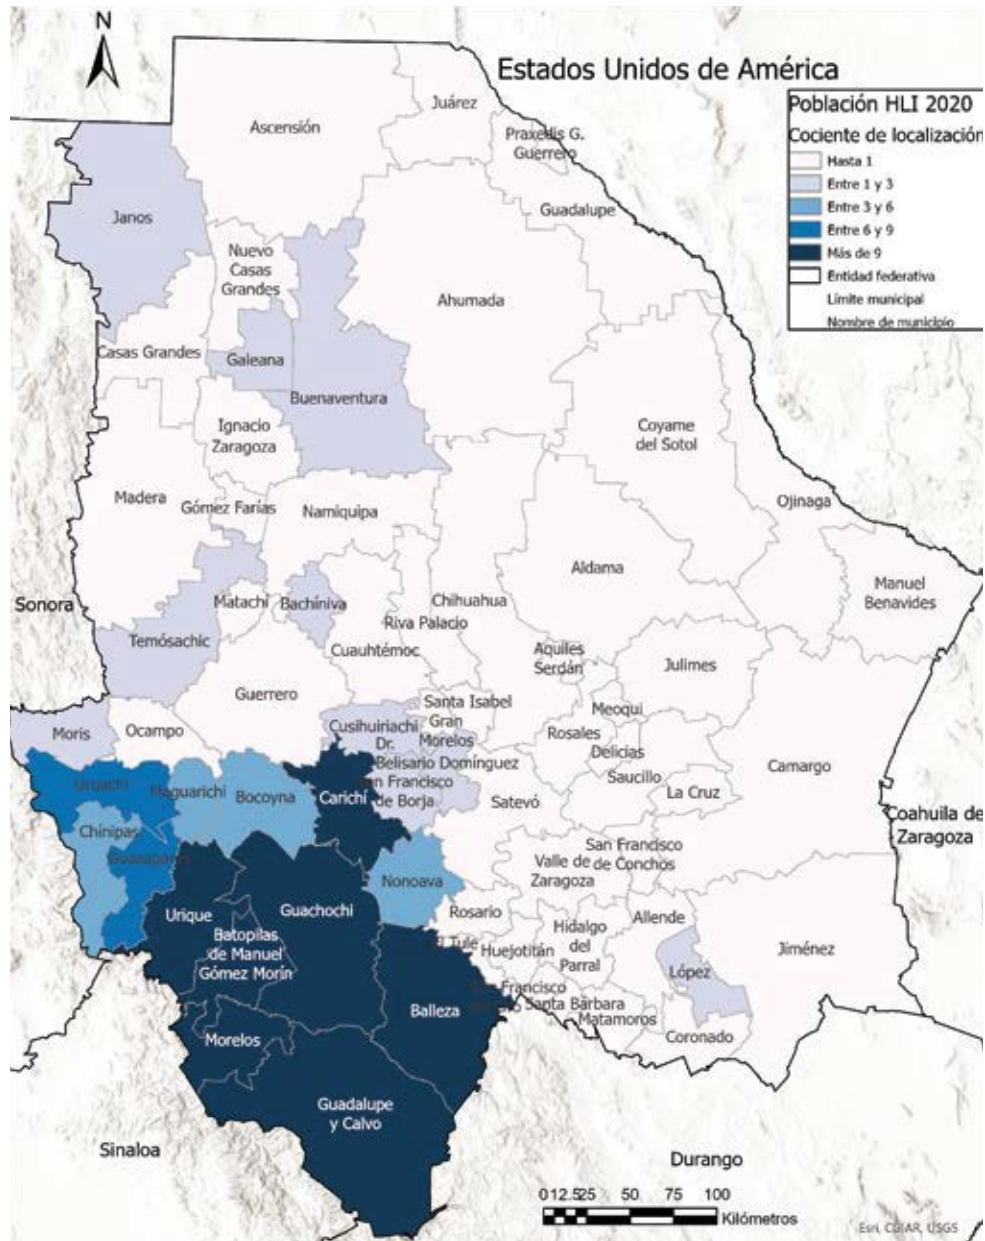 N
Estados Unidos de América
Población HLI 2020
Cociente de localización
Hasta 1
Entre 1 y 3
Entre 3 y 6
Entre 6 y 9
Más de 9
Entidad federativa
Límite municipal
Nombre de municipio
Juárez
Ascensión
Praxedis G.
Guerrero
Janos
Guadalupe
Nuevo
Casas
Grandes
Ahumada
Casas Grandes
Galeana
Buenaventura
Ignacio
Zaragoza
Coyame
del Sotol
Madera
Gómez Farías
Namiquipa
Ojinaga
Aldama
Manuel
Benavides
Sonora
Matachí
Bachíniva
Chihuahua
Riva Palacio
Temósachic
Cuauhtémoc
Aquiles
Serdán
Julimes
Guerrero
Santa Isabel
Meoqui
Moris
Ocampo
Cusihuiriachi
Gran
Morelos
Rosales
Delicias
Dr.
Belisario Domínguez
Camargo
Uruachi
Maguarichi
Bocoyna
Carichí
San Francisco
de Borja
Saucillo
La Cruz
Satevó
Coahuila de
Zaragoza
Chínipas
Guazapares
San Francisco
de Conchos
Valle de
Zaragoza
Nonoava
Urique
Guachochi
Rosario
Allende
Batopilas
de Manuel
Gómez Morín
El Tule
Huejotitán
Hidalgo
del
Parral
Jiménez
López
Balleza
San Francisco
Santa Bárbara
Matamoros
Coronado
Morelos
Guadalupe
y Calvo
Sinaloa
Durango
0 12.5 25 50 75 100
Kilómetros
Esri, CGIAR, USGS